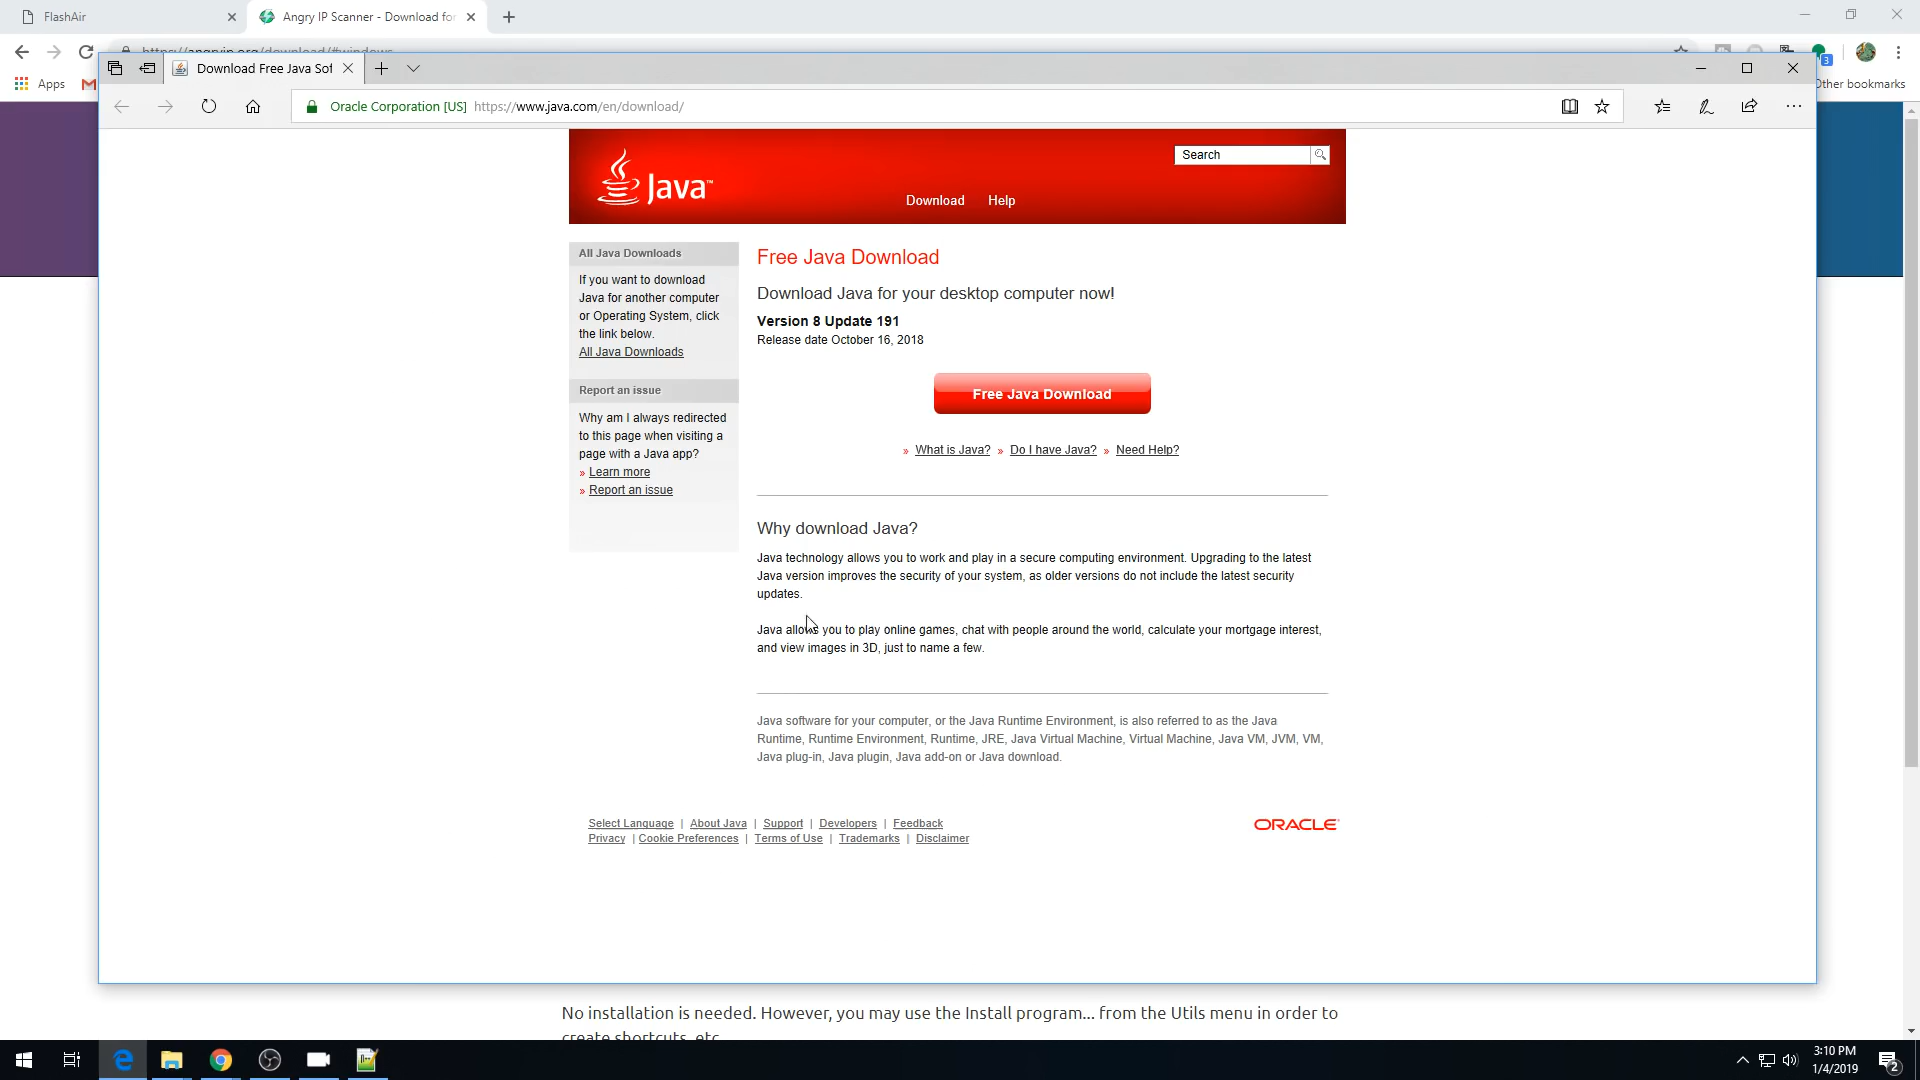 FlashAir
Angry IP Scanner - Download for
https://angryip.org/download/#windows
Apps
Other bookmarks
3
Download Free Java Sof
Oracle Corporation [US] https://www.java.com/en/download/
Java™
Search
Download Help
All Java Downloads
If you want to download
Java for another computer
or Operating System, click
the link below.
All Java Downloads
Report an issue
Why am I always redirected
to this page when visiting a
page with a Java app?
» Learn more
» Report an issue
Free Java Download
Download Java for your desktop computer now!
Version 8 Update 191
Release date October 16, 2018
Free Java Download
» What is Java? » Do I have Java? » Need Help?
Why download Java?
Java technology allows you to work and play in a secure computing environment. Upgrading to the latest
Java version improves the security of your system, as older versions do not include the latest security
updates.
Java allows you to play online games, chat with people around the world, calculate your mortgage interest,
and view images in 3D, just to name a few.
Java software for your computer, or the Java Runtime Environment, is also referred to as the Java
Runtime, Runtime Environment, Runtime, JRE, Java Virtual Machine, Virtual Machine, Java VM, JVM, VM,
Java plug-in, Java plugin, Java add-on or Java download.
Select Language | About Java | Support | Developers | Feedback
Privacy | Cookie Preferences | Terms of Use | Trademarks | Disclaimer
ORACLE
No installation is needed. However, you may use the Install program... from the Utils menu in order to
create shortcuts, etc
3:10 PM
1/4/2019
2